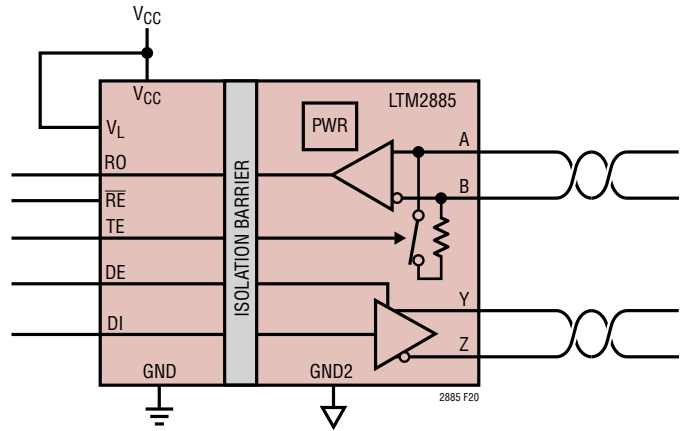 VCC
VCC
LTM2885
PWR
VL
A
RO
B
RE
TE
ISOLATION BARRIER
DE
Y
DI
Z
GND
GND2
2885 F20